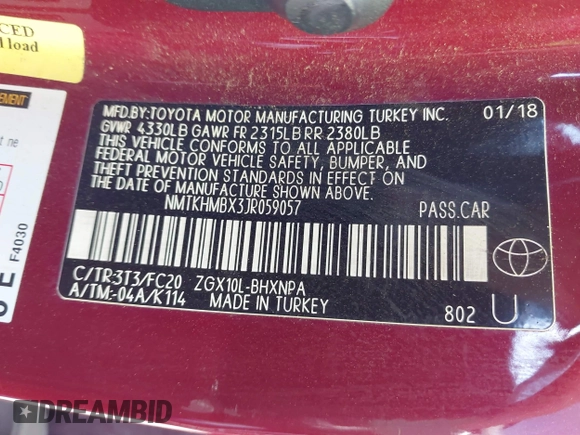 CED
d load
EMENT
F4030
MFD.BY:TOYOTA MOTOR MANUFACTURING TURKEY INC. 01/18
GVWR 4330LB GAWR FR 2315LB RR 2380LB
THIS VEHICLE CONFORMS TO ALL APPLICABLE
FEDERAL MOTOR VEHICLE SAFETY, BUMPER, AND
THEFT PREVENTION STANDARDS IN EFFECT ON
THE DATE OF MANUFACTURE SHOWN ABOVE.
NMTKHMBX3JR059057 PASS.CAR
C/TR:3T3/FC20 ZGX10L-BHXNPA
A/TM:-04A/K114 MADE IN TURKEY
802 U
DREAMBID